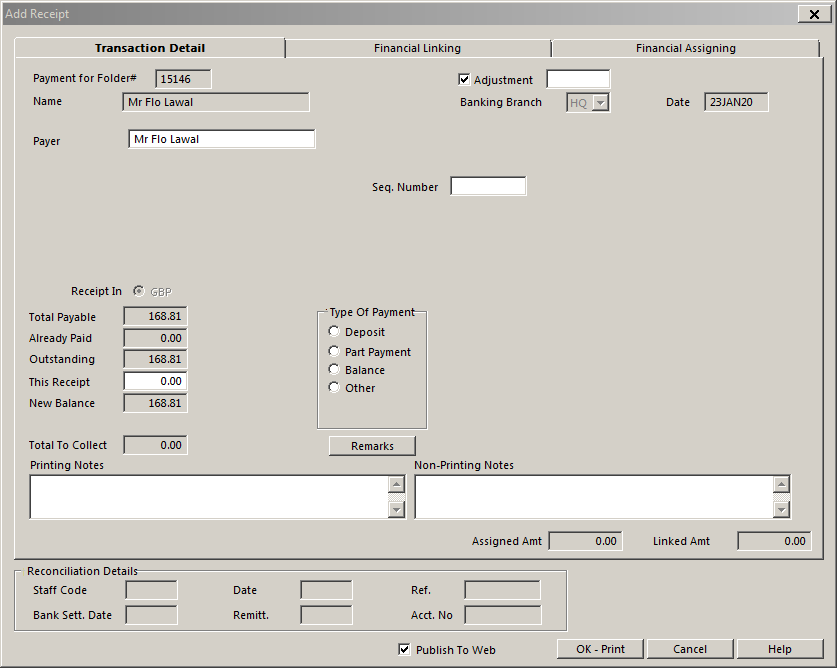 Add Receipt
Transaction Detail Financial Linking Financial Assigning
Payment for Folder# 15146 Adjustment
Name Mr Flo Lawal Banking Branch HQ Date 23JAN20
Payer Mr Flo Lawal
Seq. Number
Receipt In GBP
Total Payable 168.81 Type Of Payment
Already Paid 0.00 Deposit
Outstanding 168.81 Part Payment
This Receipt 0.00 Balance
New Balance 168.81 Other
Total To Collect 0.00 Remarks
Printing Notes Non-Printing Notes
Assigned Amt 0.00 Linked Amt 0.00
Reconciliation Details
Staff Code Date Ref.
Bank Sett. Date Remitt. Acct. No
Publish To Web OK - Print Cancel Help